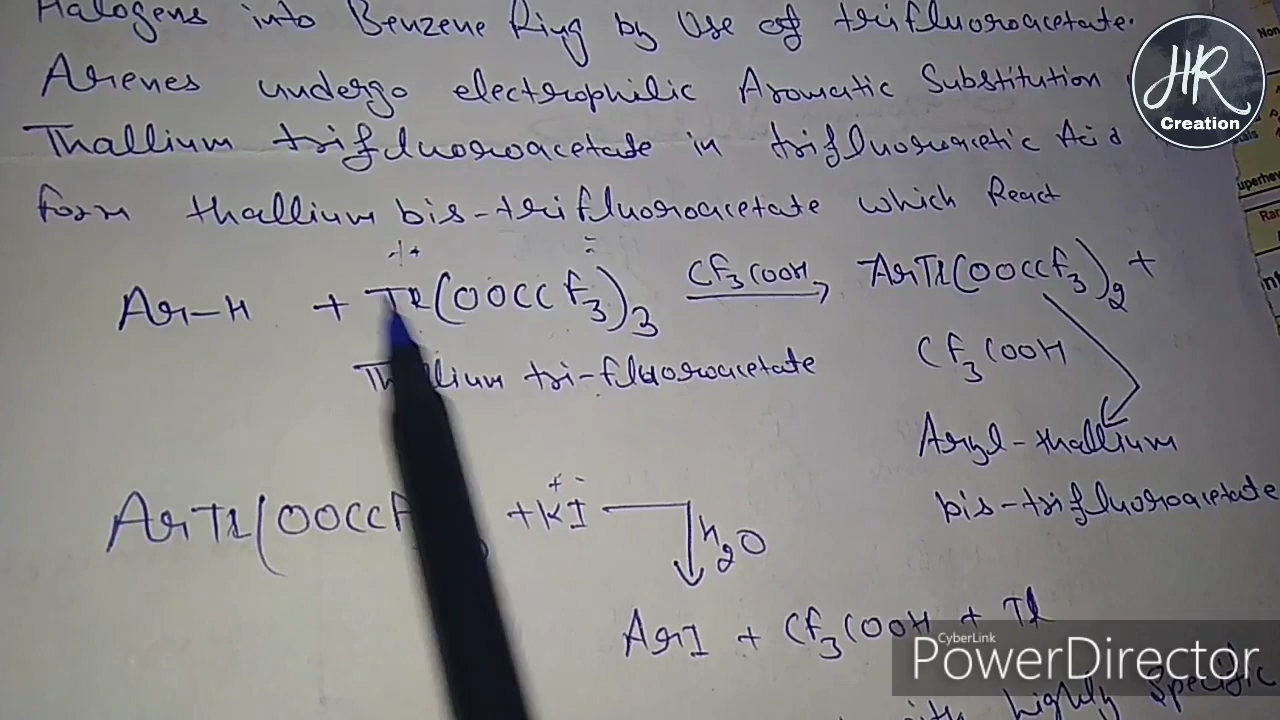 Halogens into Benzene Ring by Use of trifluoroacetate.
Arenes undergo electrophilic Aromatic Substitution
Thallium trifluoroacetate in trifluoroacetic Acid
form thallium bis-trifluoroacetate which React
Ar-H + Tl(OOCCF3)3 CF3COOH ArTl(OOCCF3)2 +
CF3COOH
Thallium tri-fluoroacetate
Aryl-thallium
bis-trifluoroacetate
ArTl(OOCCF + KI H2O
ArI + CF3COOH + Tl
highly Specific
HR
Creation
CyberLink
PowerDirector